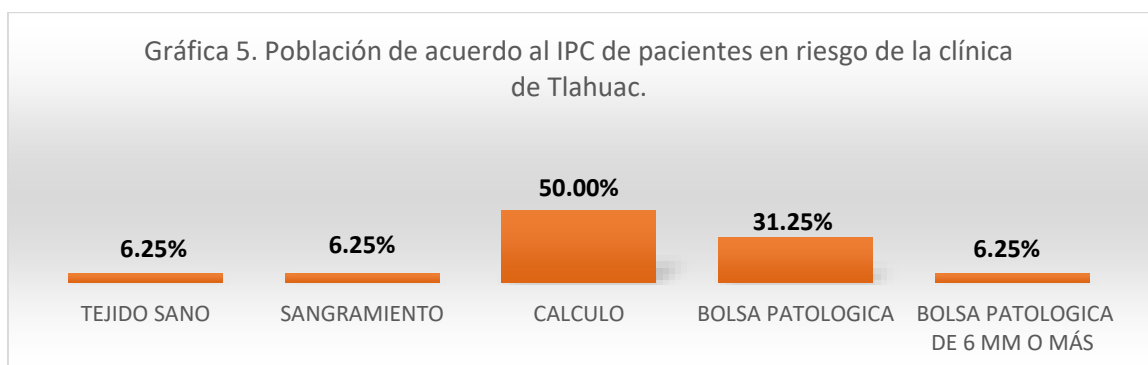 Gráfica 5. Población de acuerdo al IPC de pacientes en riesgo de la clínica
de Tlahuac.
50.00%
31.25%
6.25%
6.25%
6.25%
TEJIDO SANO
SANGRAMIENTO
CALCULO
BOLSA PATOLOGICA
BOLSA PATOLOGICA
DE 6 MM O MÁS